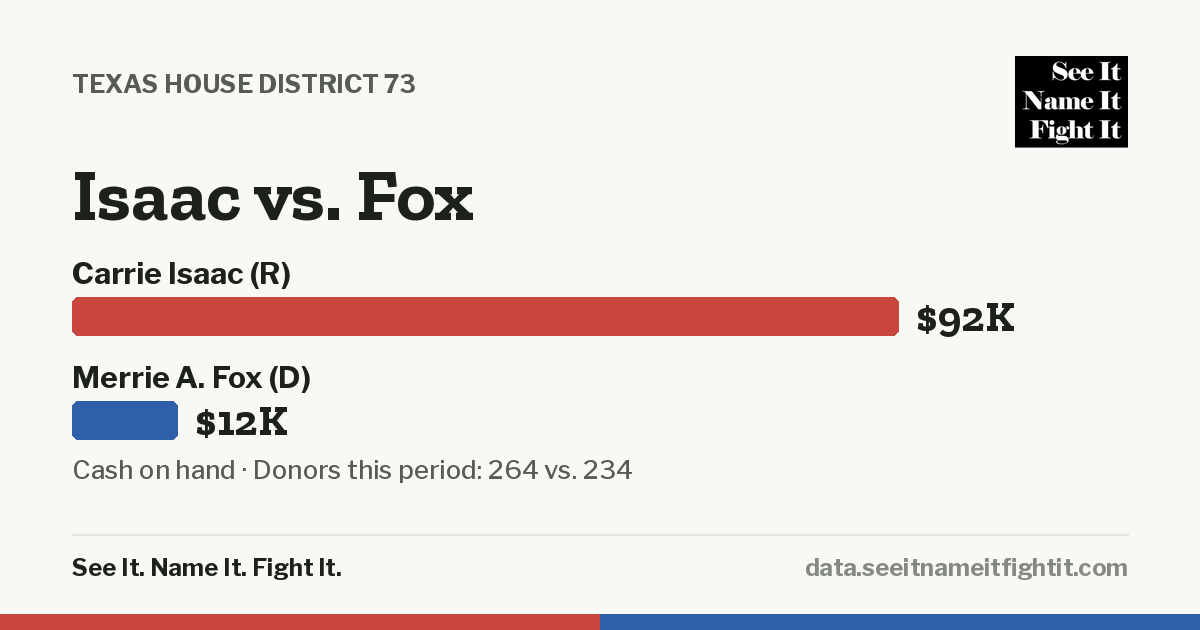 TEXAS HOUSE DISTRICT 73
See It
Name It
Fight It
Isaac vs. Fox
Carrie Isaac (R)
$92K
Merrie A. Fox (D)
$12K
Cash on hand · Donors this period: 264 vs. 234
See It. Name It. Fight It.
data.seeitnameitfightit.com